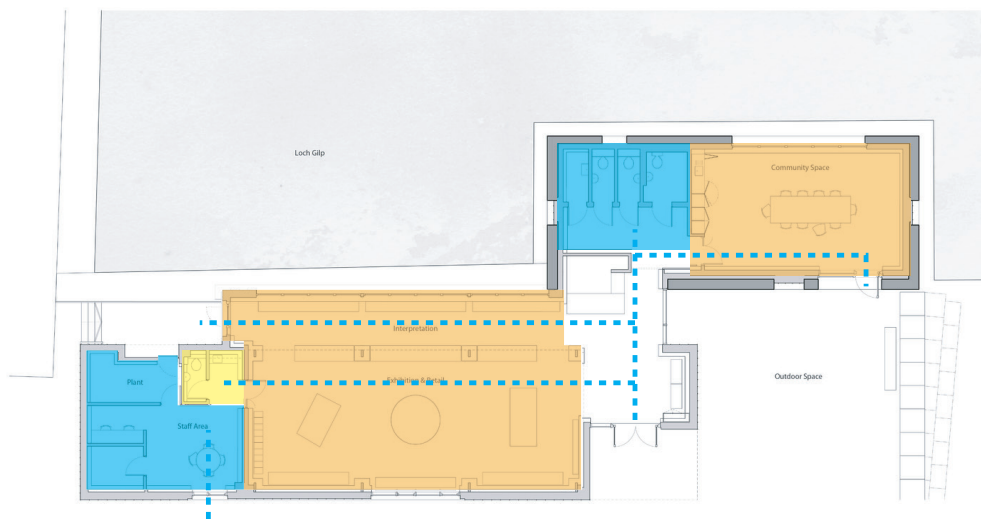 Loch Gilp
Community Space
Interpretation
Plant
Exhibition & Retail
Outdoor Space
Staff Area